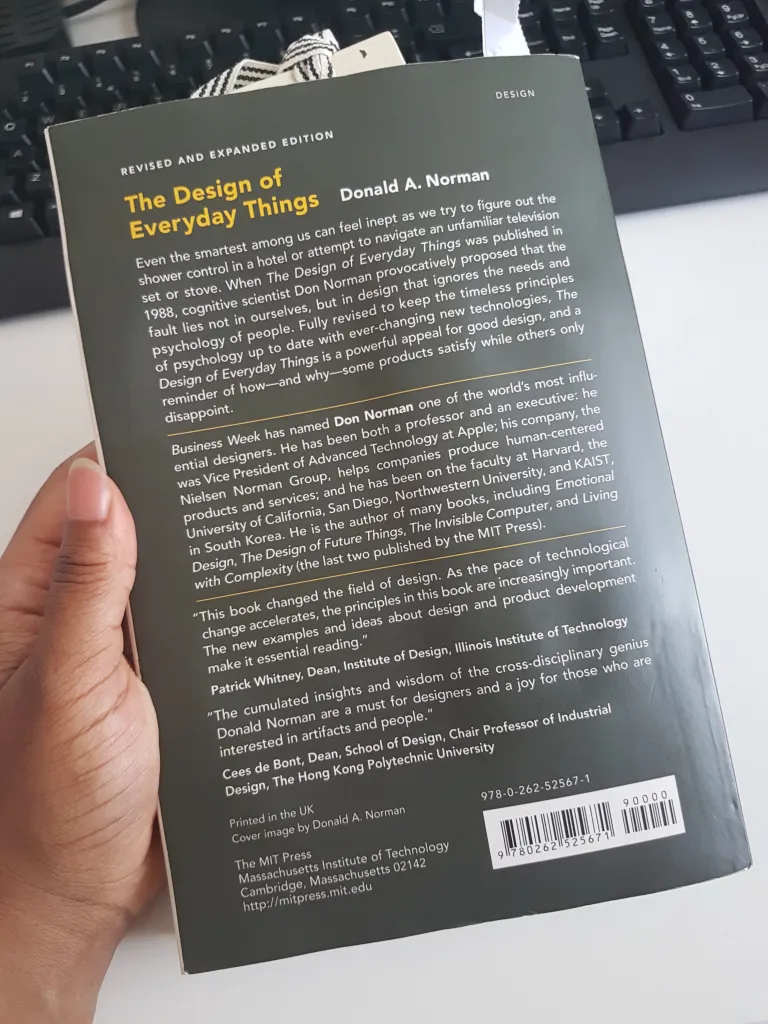 DESIGN
REVISED AND EXPANDED EDITION
The Design of
Everyday Things
Donald A. Norman
Even the smartest among us can feel inept as we try to figure out the
shower control in a hotel or attempt to navigate an unfamiliar television
set or stove. When The Design of Everyday Things was published in
1988, cognitive scientist Don Norman provocatively proposed that the
fault lies not in ourselves, but in design that ignores the needs and
psychology of people. Fully revised to keep the timeless principles
of psychology up to date with ever-changing new technologies, The
Design of Everyday Things is a powerful appeal for good design, and a
reminder of how—and why—some products satisfy while others only
disappoint.
Business Week has named Don Norman one of the world's most influ-
ential designers. He has been both a professor and an executive: he
was Vice President of Advanced Technology at Apple; his company, the
Nielsen Norman Group, helps companies produce human-centered
products and services; and he has been on the faculty at Harvard, the
University of California, San Diego, Northwestern University, and KAIST,
in South Korea. He is the author of many books, including Emotional
Design, The Design of Future Things, The Invisible Computer, and Living
with Complexity (the last two published by the MIT Press).
"This book changed the field of design. As the pace of technological
change accelerates, the principles in this book are increasingly important.
The new examples and ideas about design and product development
make it essential reading."
Patrick Whitney, Dean, Institute of Design, Illinois Institute of Technology
"The cumulated insights and wisdom of the cross-disciplinary genius
Donald Norman are a must for designers and a joy for those who are
interested in artifacts and people."
Cees de Bont, Dean, School of Design, Chair Professor of Industrial
Design, The Hong Kong Polytechnic University
Printed in the UK
Cover image by Donald A. Norman
The MIT Press
Massachusetts Institute of Technology
Cambridge, Massachusetts 02142
http://mitpress.mit.edu
978-0-262-52567-1
90000
9 780262 525671